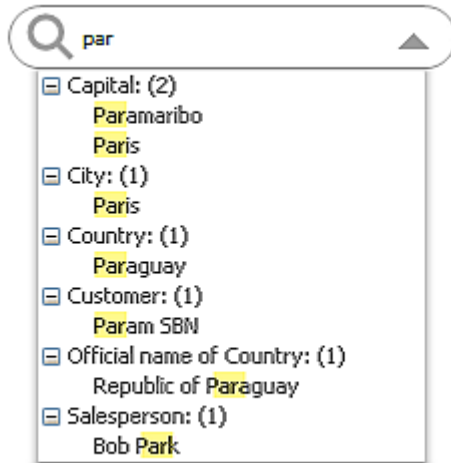 par
Capital: (2)
Paramaribo
Paris
City: (1)
Paris
Country: (1)
Paraguay
Customer: (1)
Param SBN
Official name of Country: (1)
Republic of Paraguay
Salesperson: (1)
Bob Park